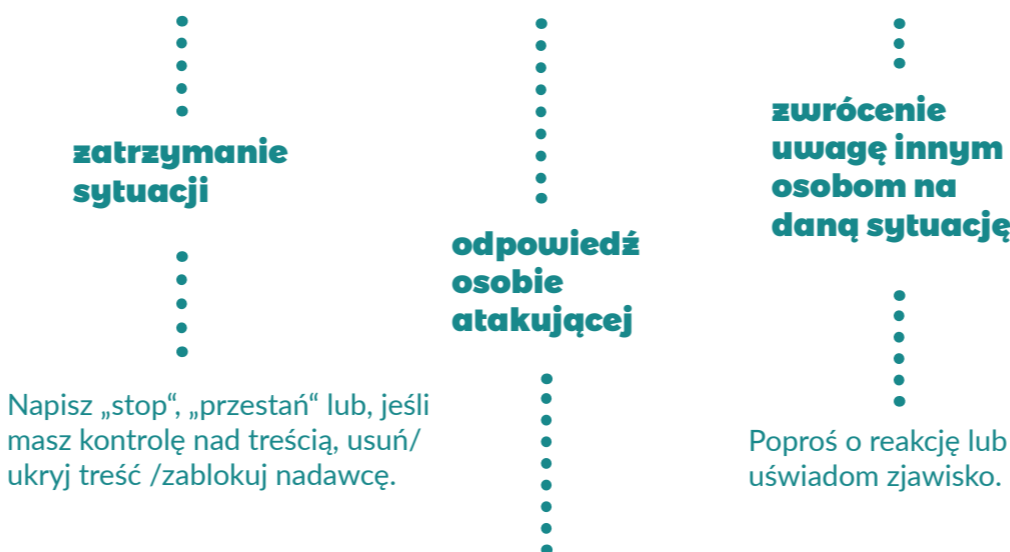 zatrzymanie
sytuacji
Napisz „stop“, „przestań“ lub, jeśli
masz kontrolę nad treścią, usuń/
ukryj treść /zablokuj nadawcę.
odpowiedź
osobie
atakującej
zwrócenie
uwagę innym
osobom na
daną sytuację
Poproś o reakcję lub
uświadom zjawisko.